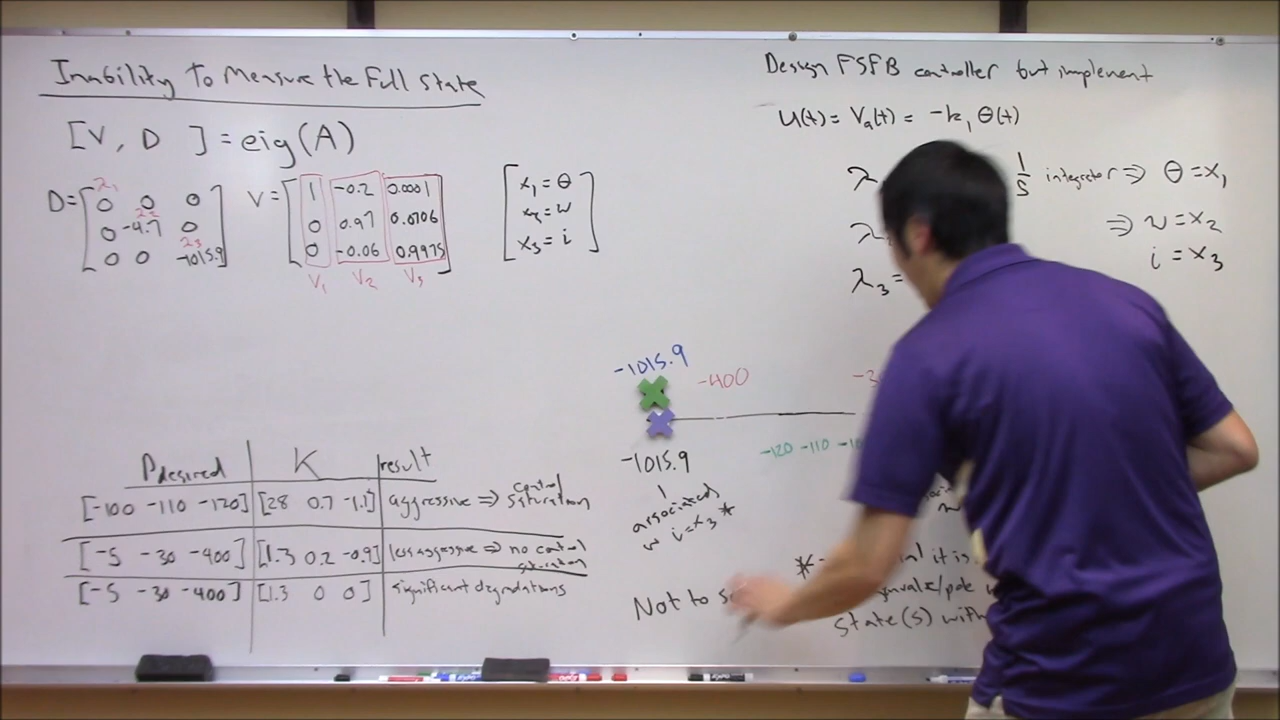 Inability to Measure the Full State
[V, D ] = eig(A)
D = [ 0 0 0
0 -4.7 0
0 0 -1015.9 ]
λ1
λ2
λ3
V = [ 1 -0.2 0.0001
0 0.97 0.0706
0 -0.06 0.9975 ]
V1 V2 V3
x1 = θ
x2 = w
x3 = i
Design FSFB controller but implement
u(t) = Va(t) = -k1 θ(t)
λ
1/s integrator ⇒ θ = x1
λ
⇒ w = x2
λ3 =
i = x3
-1015.9
-400
-3
-1015.9
-120 -110
associated
w i = x3 *
Not to
* it is
state(s) with
Pdesired K result
[-100 -110 -120] [28 0.7 -1.1] aggressive ⇒ control saturation
[-5 -30 -400] [1.3 0.2 -0.9] less aggressive ⇒ no control saturation
[-5 -30 -400] [1.3 0 0] significant degradations